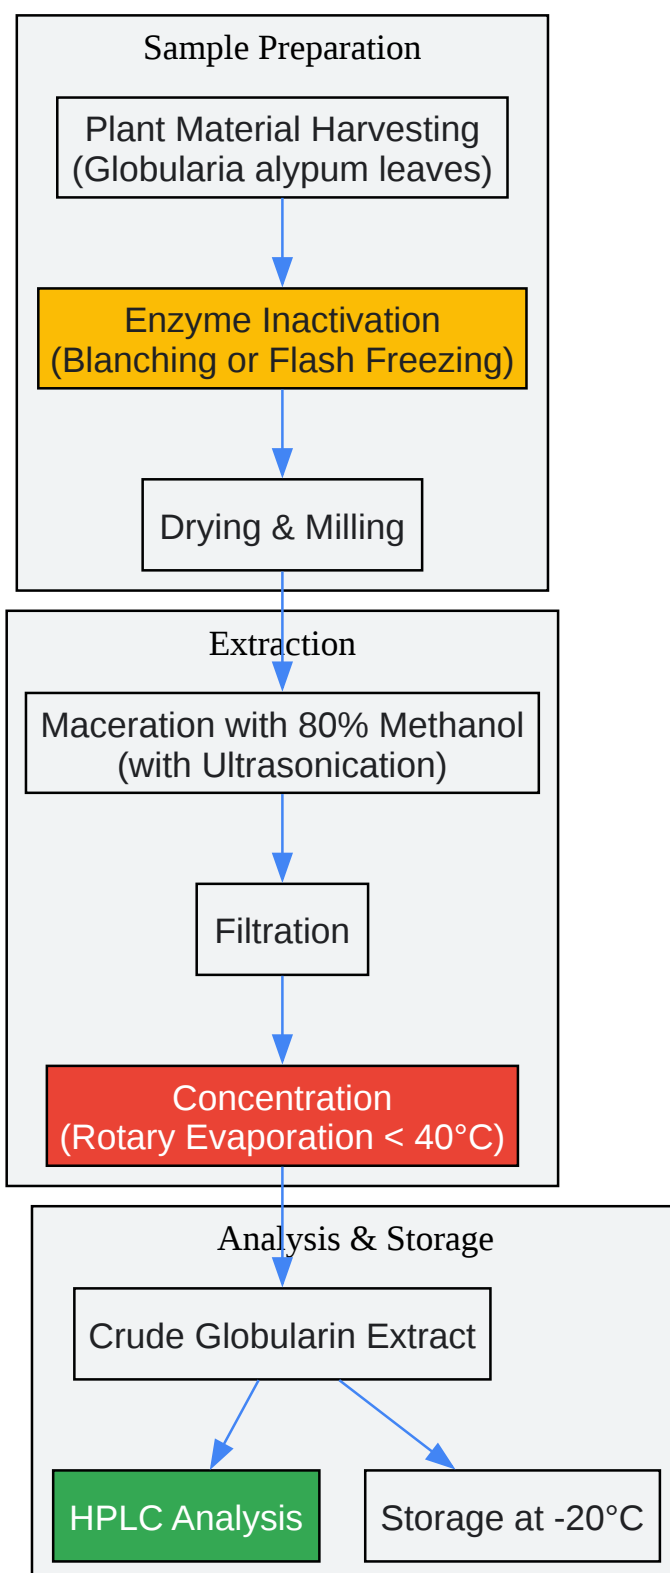 Sample Preparation
Plant Material Harvesting
(Globularia alypum leaves)
Enzyme Inactivation
(Blanching or Flash Freezing)
Drying & Milling
Extraction
Maceration with 80% Methanol
(with Ultrasonication)
Filtration
Concentration
(Rotary Evaporation < 40°C)
Analysis & Storage
Crude Globularin Extract
HPLC Analysis
Storage at -20°C